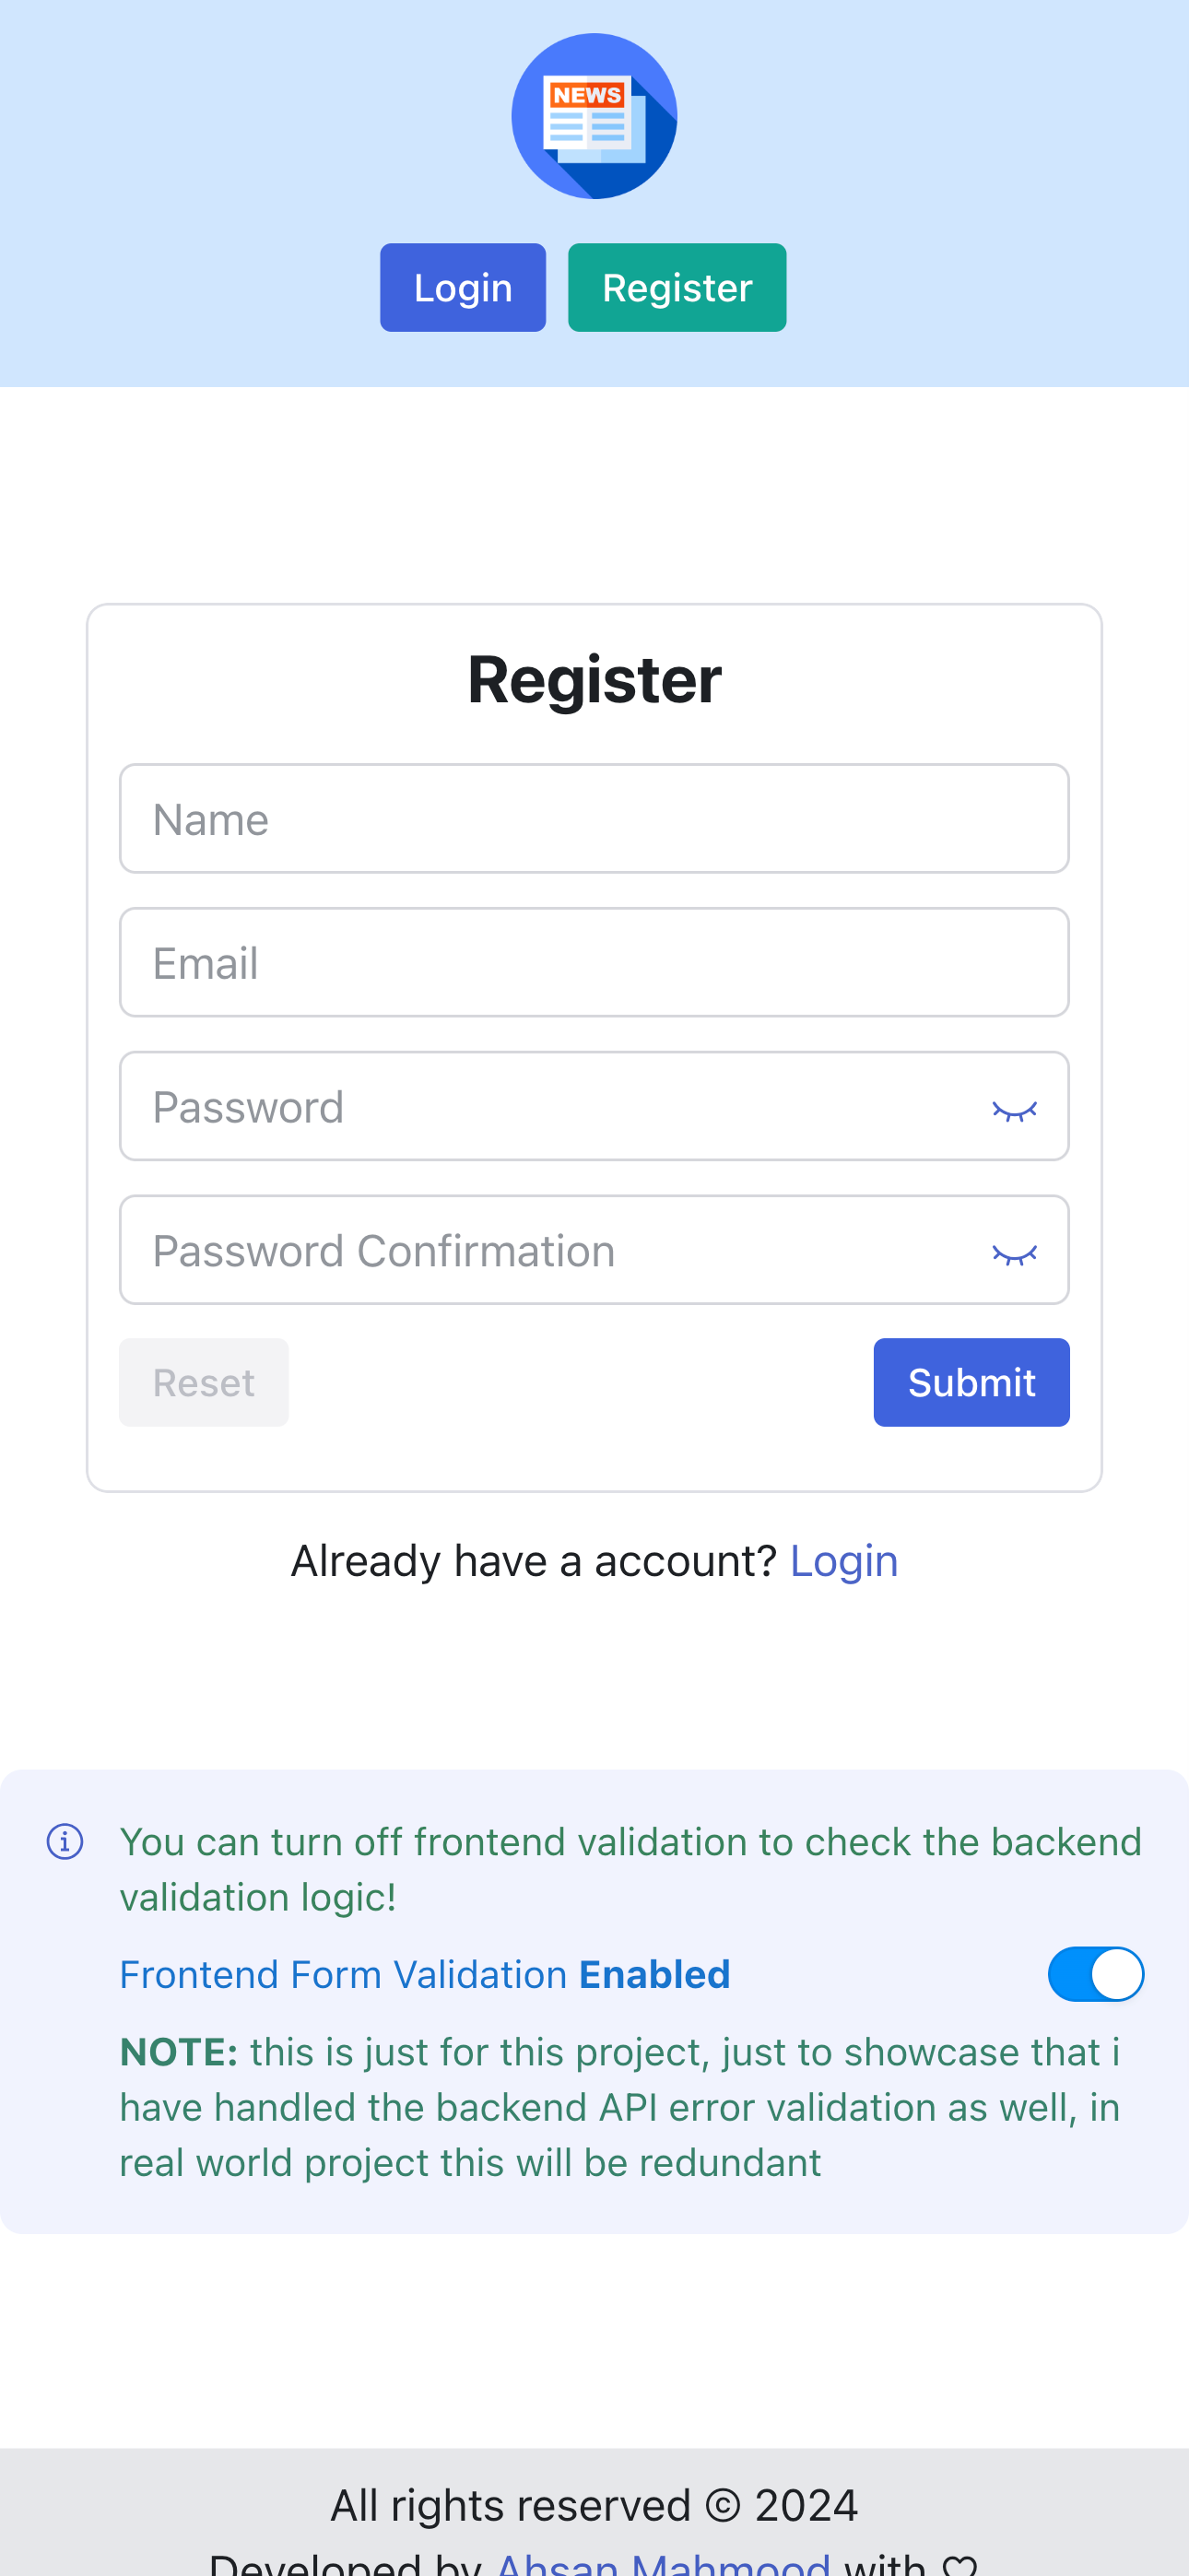 NEWS
Login Register
Register
Name
Email
Password
Password Confirmation
Reset Submit
Already have a account? Login
You can turn off frontend validation to check the backend
validation logic!
Frontend Form Validation Enabled
NOTE: this is just for this project, just to showcase that i
have handled the backend API error validation as well, in
real world project this will be redundant
All rights reserved © 2024
Developed by Ahsan Mahmood with ♡